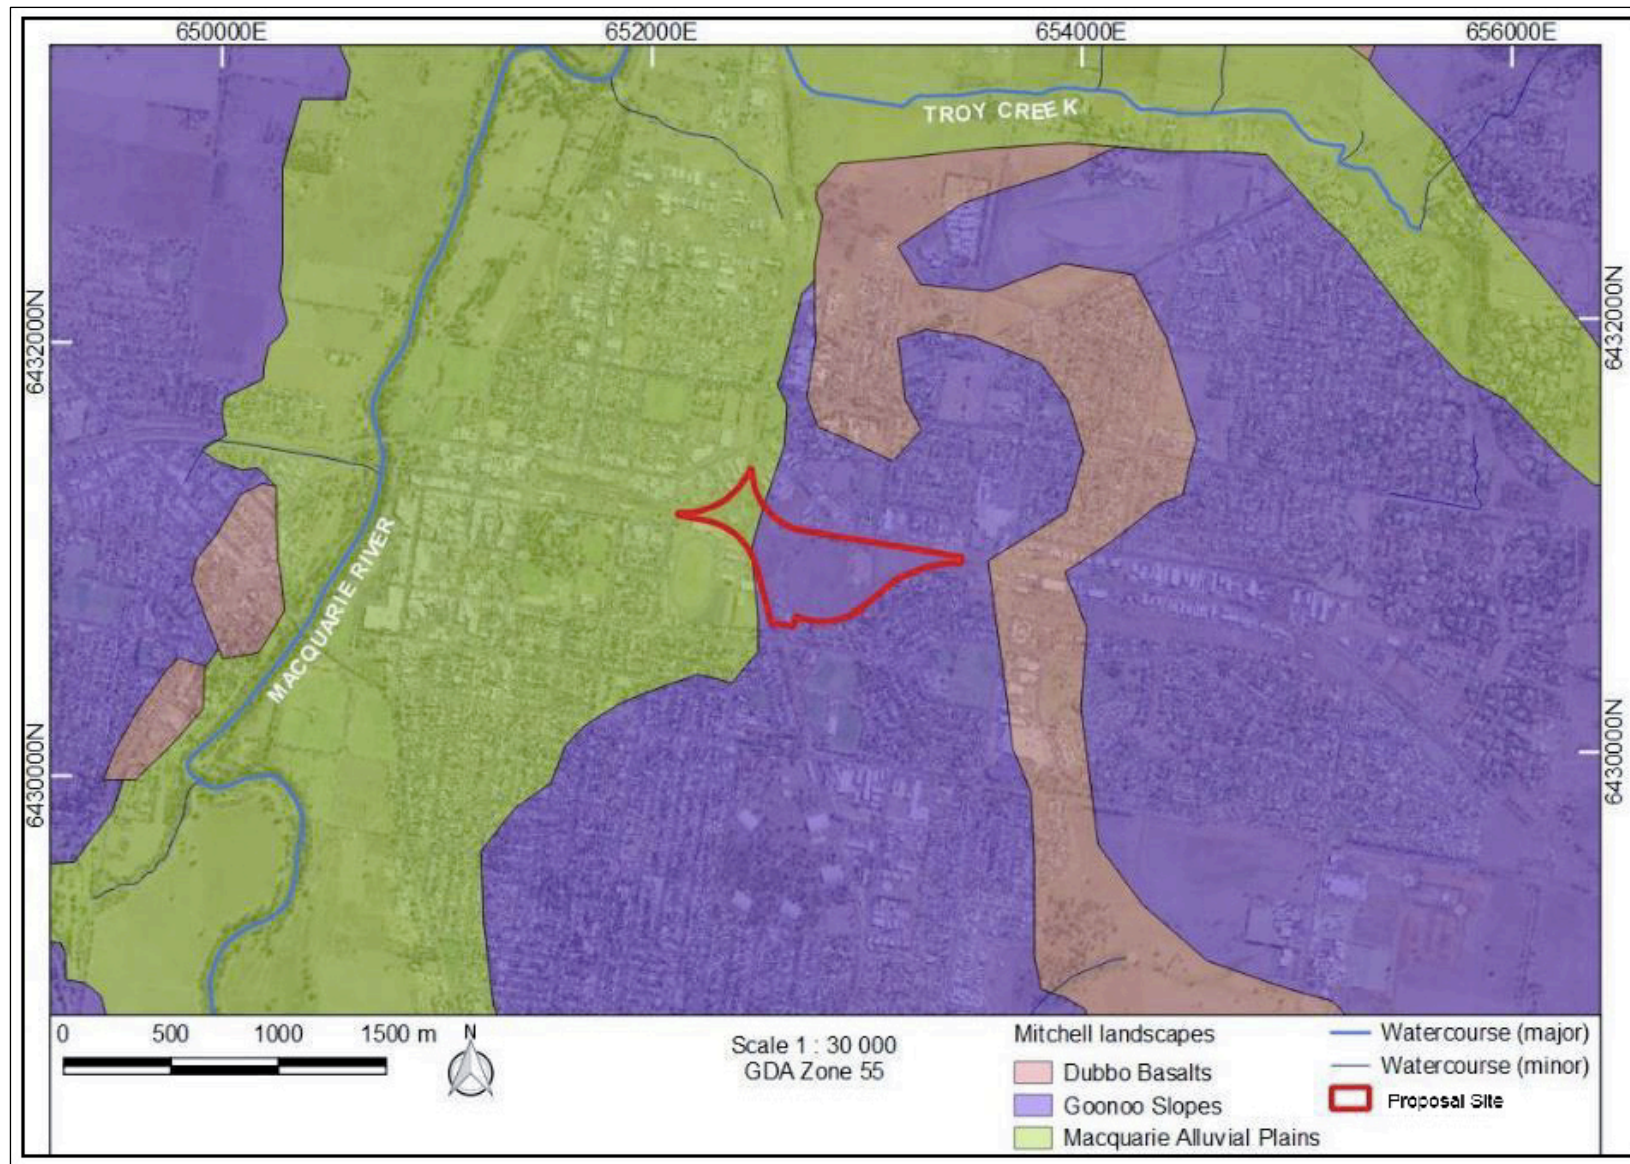 650000E 652000E 654000E 656000E
TROY CREEK
6432000N 6432000N
MACQUARIE RIVER
6430000N 6430000N
0 500 1000 1500 m
N
Scale 1 : 30 000
GDA Zone 55
Mitchell landscapes
Dubbo Basalts
Goonoo Slopes
Macquarie Alluvial Plains
Watercourse (major)
Watercourse (minor)
Proposal Site